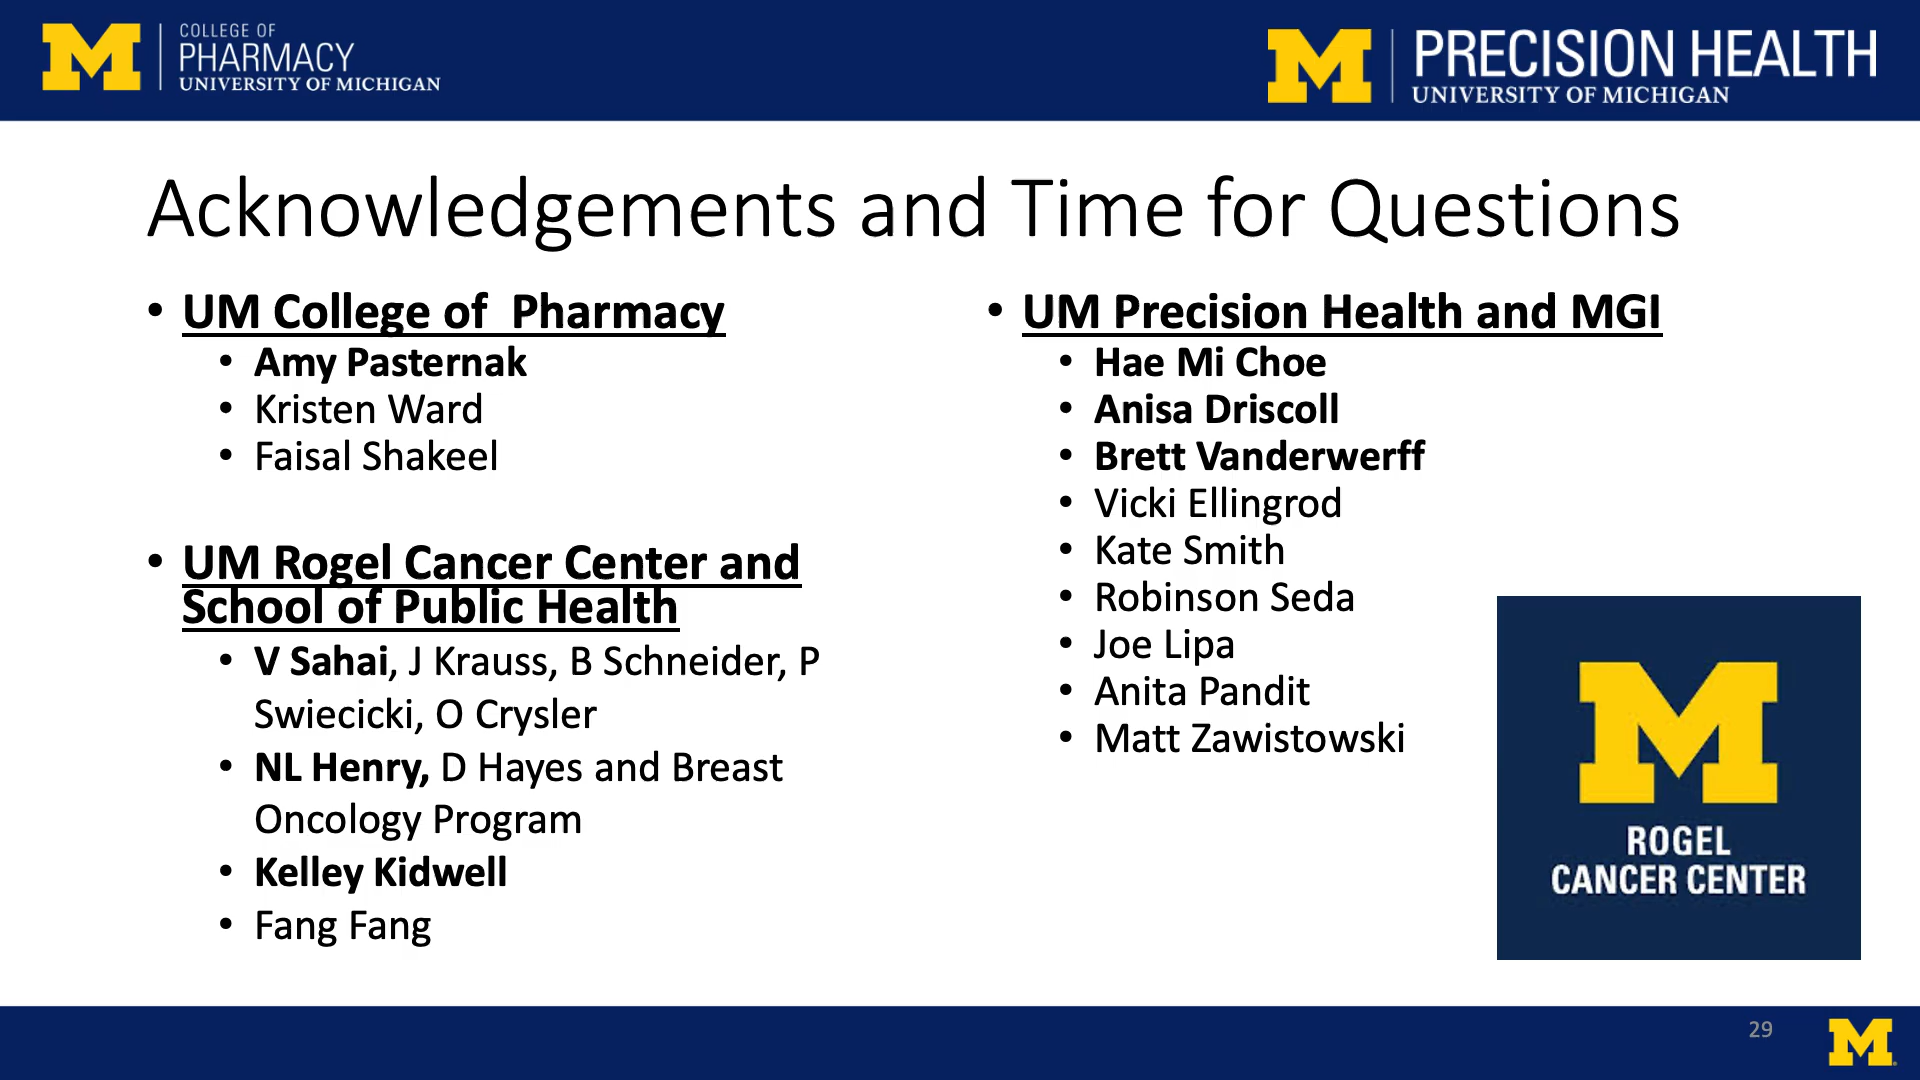 COLLEGE OF
PHARMACY
UNIVERSITY OF MICHIGAN
PRECISION HEALTH
UNIVERSITY OF MICHIGAN
Acknowledgements and Time for Questions
• UM College of  Pharmacy
• Amy Pasternak
• Kristen Ward
• Faisal Shakeel
• UM Rogel Cancer Center and
School of Public Health
• V Sahai, J Krauss, B Schneider, P
Swiecicki, O Crysler
• NL Henry, D Hayes and Breast
Oncology Program
• Kelley Kidwell
• Fang Fang
• UM Precision Health and MGI
• Hae Mi Choe
• Anisa Driscoll
• Brett Vanderwerff
• Vicki Ellingrod
• Kate Smith
• Robinson Seda
• Joe Lipa
• Anita Pandit
• Matt Zawistowski
M
ROGEL
CANCER CENTER
29
M